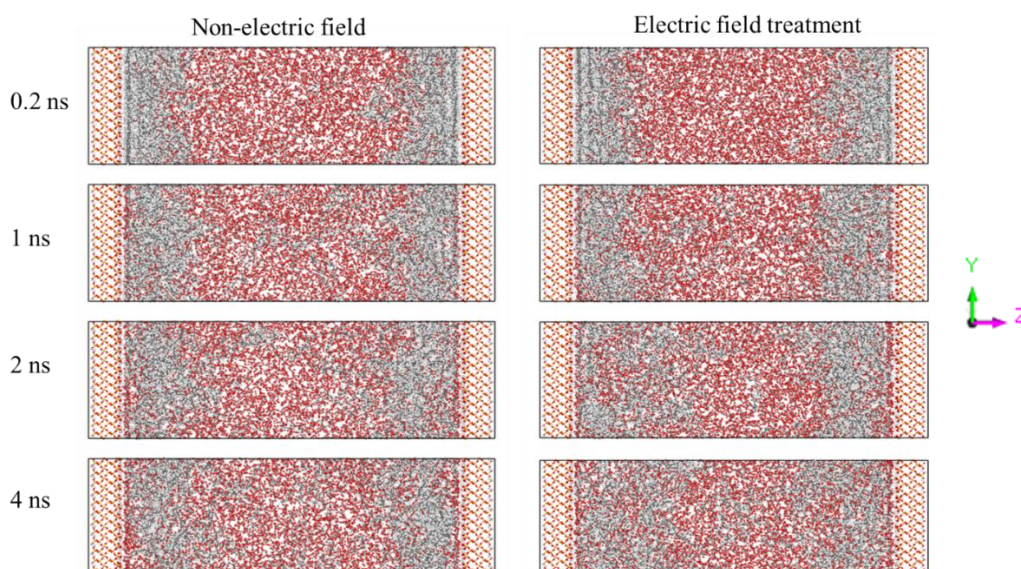 Non-electric field
Electric field treatment
0.2 ns
1 ns
2 ns
4 ns
Y
Z